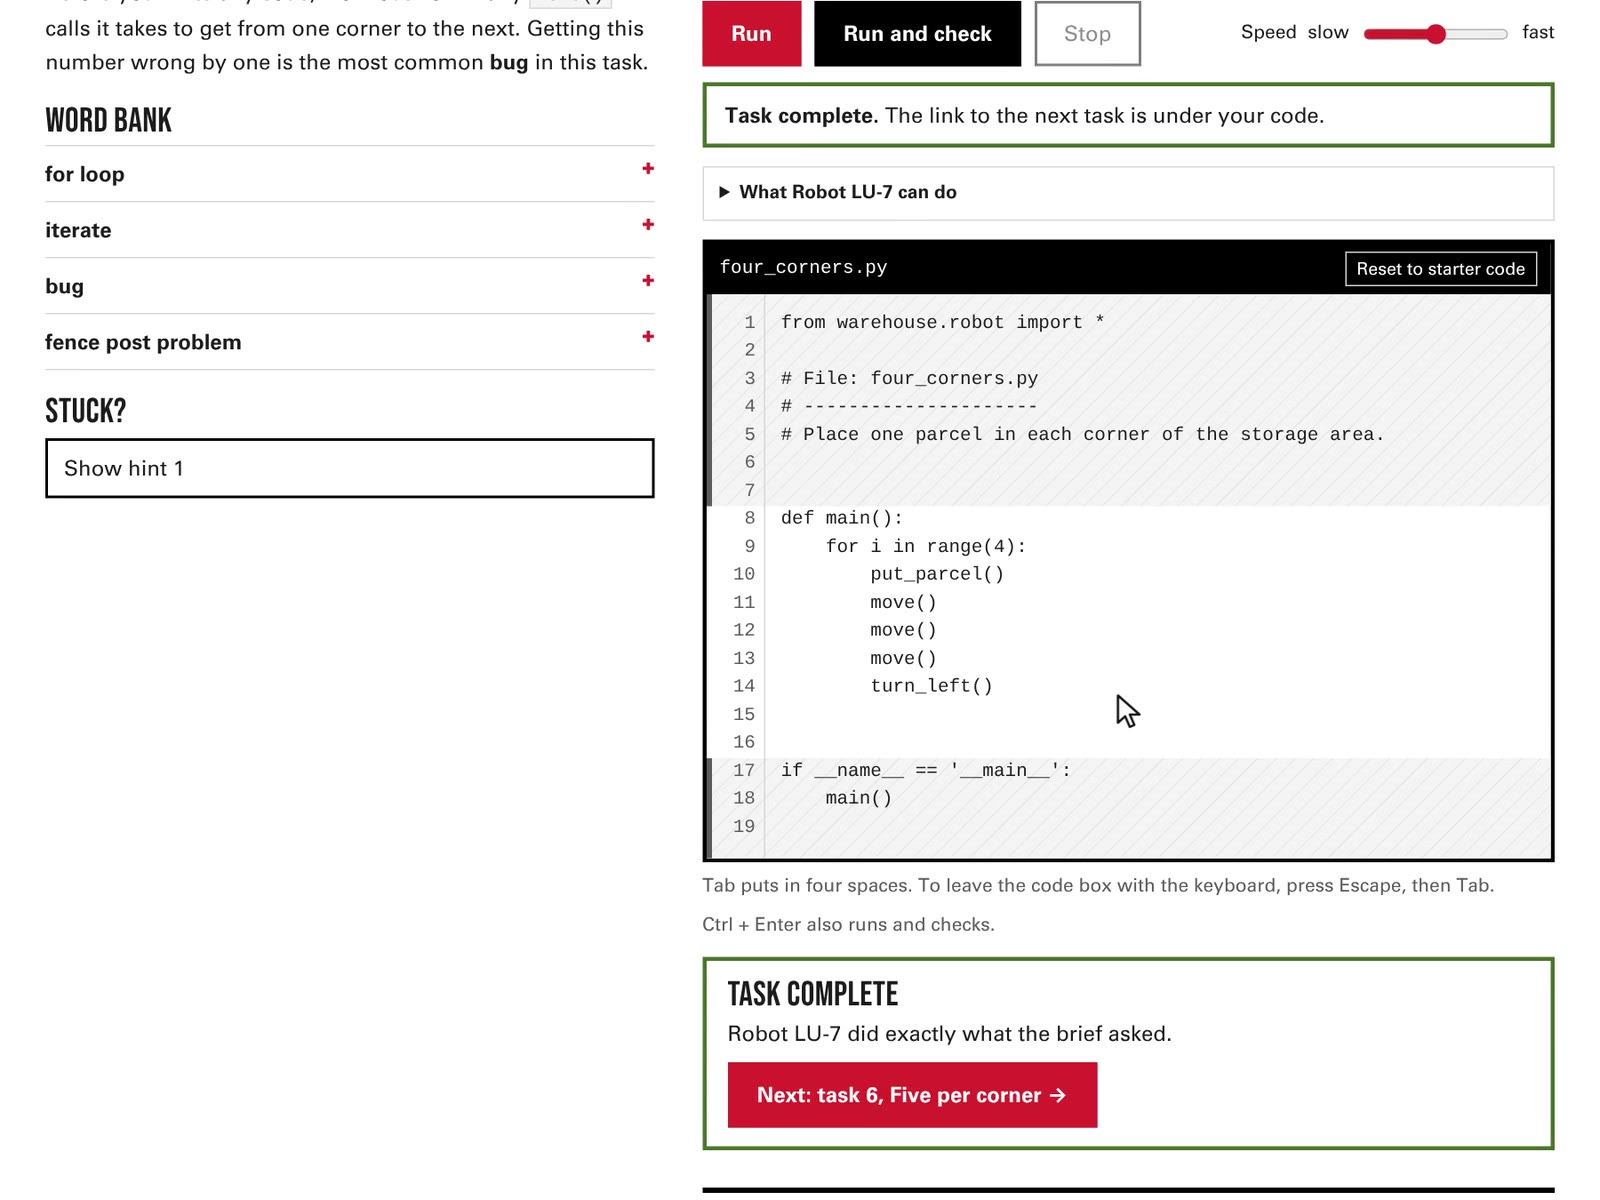 calls it takes to get from one corner to the next. Getting this
number wrong by one is the most common bug in this task.
WORD BANK
for loop
iterate
bug
fence post problem
STUCK?
Show hint 1
Run
Run and check
Stop
Speed slow fast
Task complete. The link to the next task is under your code.
What Robot LU-7 can do
four_corners.py
Reset to starter code
1 from warehouse.robot import *
2
3 # File: four_corners.py
4 # ---------------------
5 # Place one parcel in each corner of the storage area.
6
7
8 def main():
9     for i in range(4):
10         put_parcel()
11         move()
12         move()
13         move()
14         turn_left()
15
16
17 if __name__ == '__main__':
18     main()
19
Tab puts in four spaces. To leave the code box with the keyboard, press Escape, then Tab.
Ctrl + Enter also runs and checks.
TASK COMPLETE
Robot LU-7 did exactly what the brief asked.
Next: task 6, Five per corner →